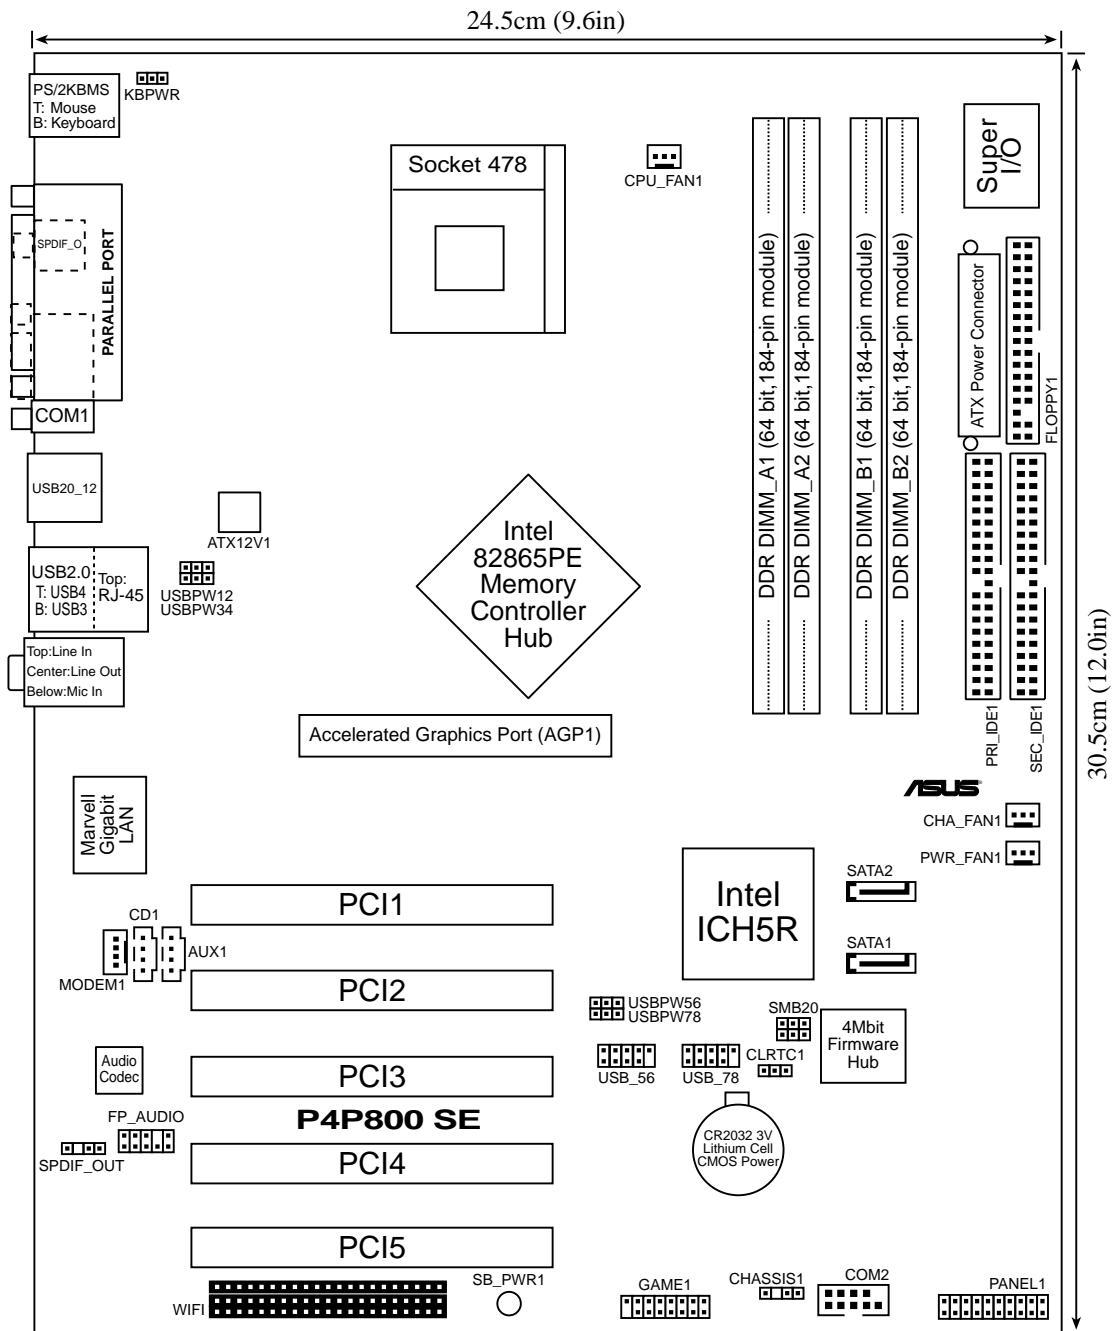 24.5cm (9.6in)
PS/2KBMS
T: Mouse
B: Keyboard
KBPWR
Socket 478
CPU_FAN1
Super
I/O
SPDIF_O
PARALLEL PORT
DDR DIMM_A1 (64 bit,184-pin module)
DDR DIMM_A2 (64 bit,184-pin module)
DDR DIMM_B1 (64 bit,184-pin module)
DDR DIMM_B2 (64 bit,184-pin module)
ATX Power Connector
FLOPPY1
COM1
USB20_12
ATX12V1
Intel
82865PE
Memory
Controller
Hub
USB2.0
T: USB4
B: USB3
Top:
RJ-45
USBPW12
USBPW34
Top:Line In
Center:Line Out
Below:Mic In
30.5cm (12.0in)
Accelerated Graphics Port (AGP1)
PRI_IDE1
SEC_IDE1
ASUS
Marvell
Gigabit
LAN
CHA_FAN1
PWR_FAN1
Intel
ICH5R
SATA2
PCI1
CD1
AUX1
MODEM1
SATA1
PCI2
USBPW56
USBPW78
SMB20
4Mbit
Firmware
Hub
Audio
Codec
PCI3
USB_56
USB_78
CLRTC1
FP_AUDIO
P4P800 SE
SPDIF_OUT
CR2032 3V
Lithium Cell
CMOS Power
PCI4
PCI5
SB_PWR1
WIFI
GAME1
CHASSIS1
COM2
PANEL1